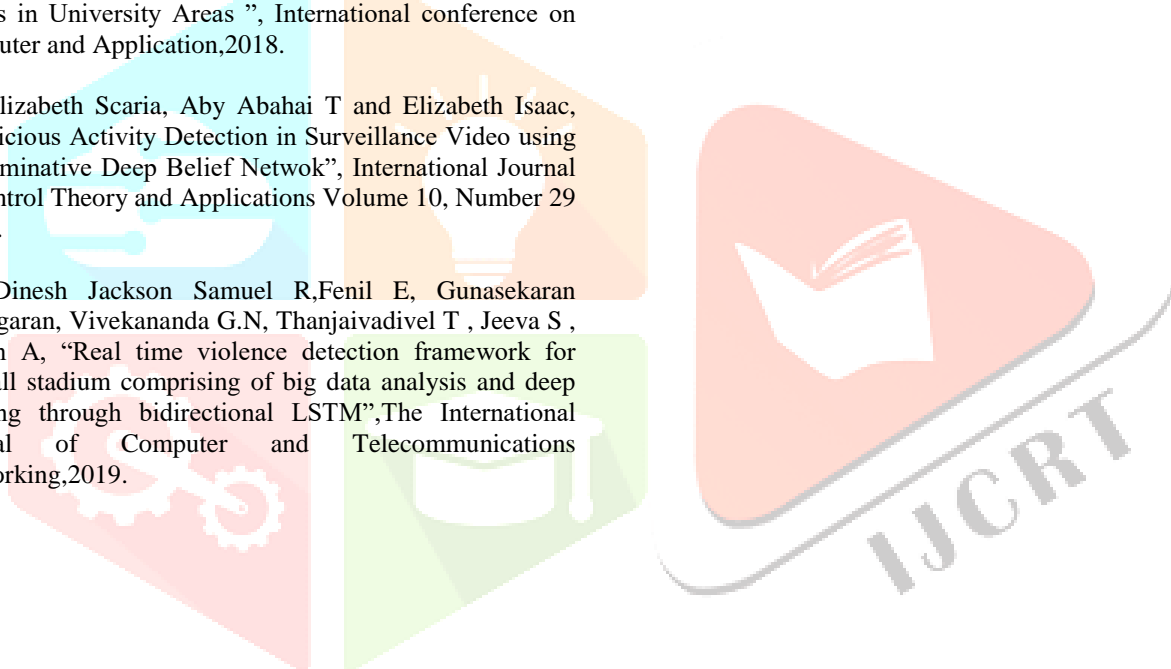 s in University Areas ”, International conference on
uter and Application,2018.
lizabeth Scaria, Aby Abahai T and Elizabeth Isaac,
icious Activity Detection in Surveillance Video using
minative Deep Belief Netwok”, International Journal
ntrol Theory and Applications Volume 10, Number 29
.
Dinesh Jackson Samuel R,Fenil E, Gunasekaran
garan, Vivekananda G.N, Thanjaivadivel T , Jeeva S ,
n A, “Real time violence detection framework for
all stadium comprising of big data analysis and deep
ng through bidirectional LSTM”,The International
al of Computer and Telecommunications
orking,2019.
IJCRT